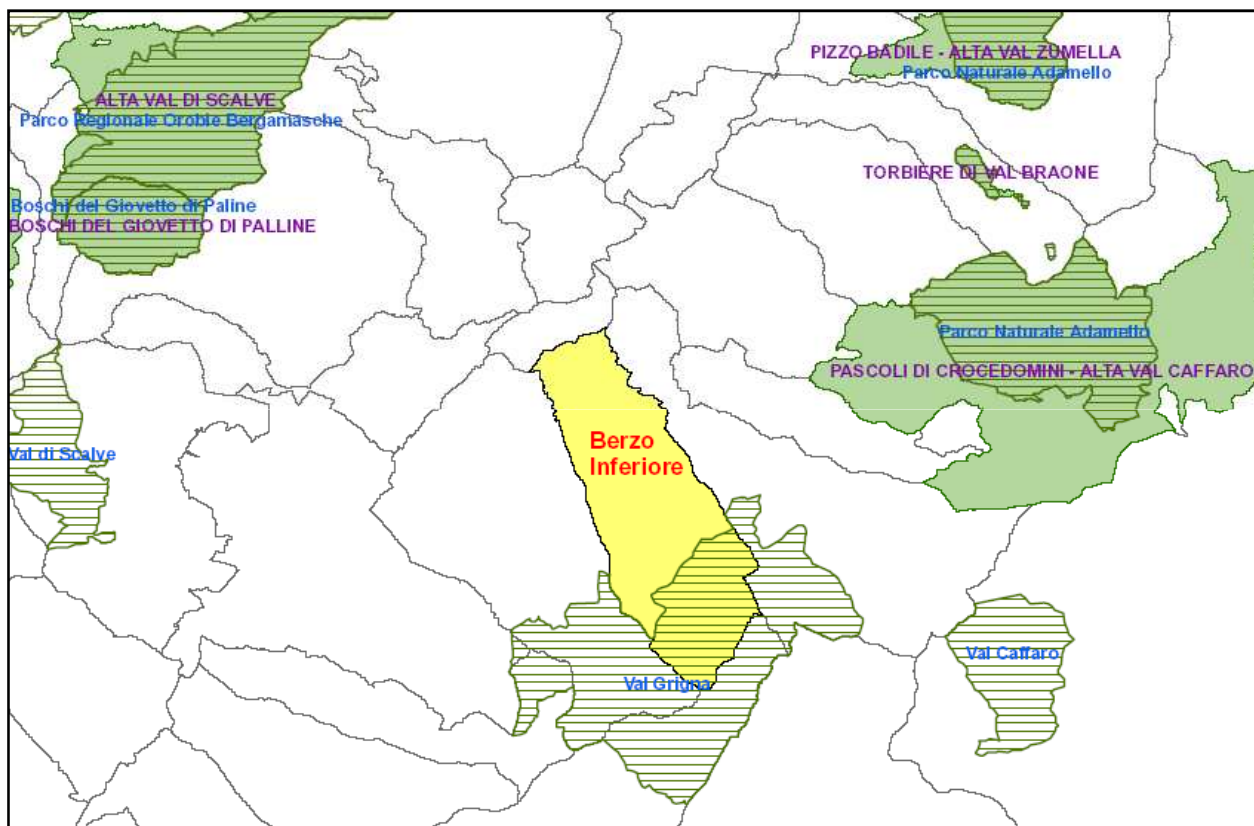 PIZZO BADILE - ALTA VAL ZUMELLA
Parco Naturale Adamello
ALTA VAL DI SCALVE
Parco Regionale Orobie Bergamasche
TORBIERE DI VAL BRAONE
Boschi del Giovetto di Paline
BOSCHI DEL GIOVETTO DI PALLINE
Parco Naturale Adamello
PASCOLI DI CROCEDOMINI - ALTA VAL CAFFARO
Berzo
Inferiore
Val di Scalve
Val Caffaro
Val Grigna